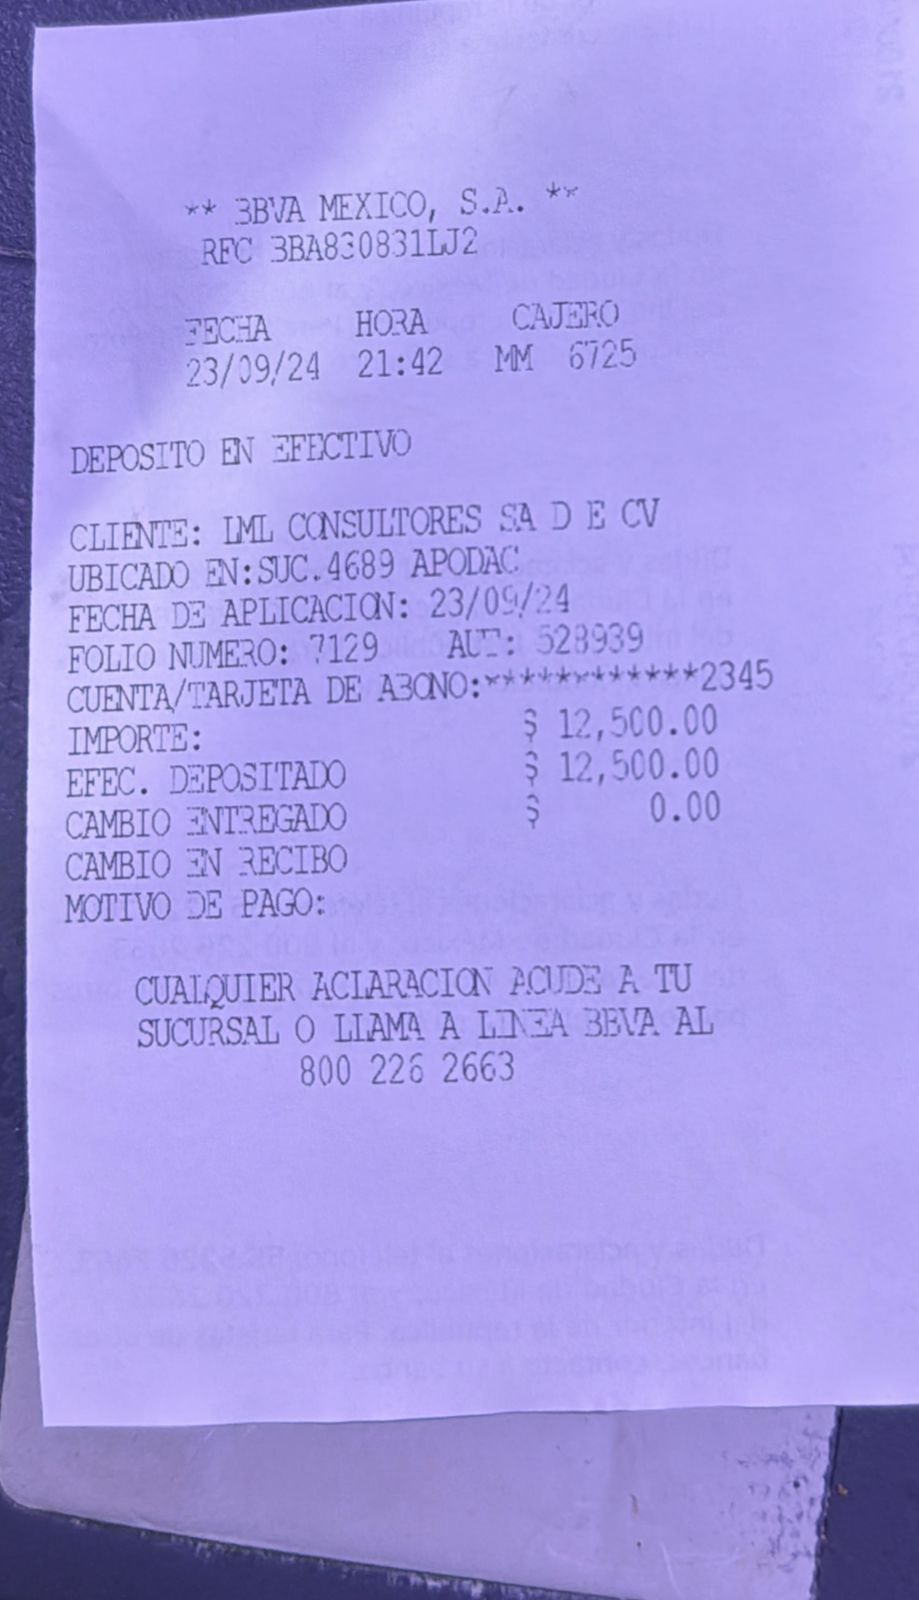 ** BBVA MEXICO, S.A. **
RFC BBA830831LJ2
FECHA HORA CAJERO
23/09/24 21:42 MM 6725
DEPOSITO EN EFECTIVO
CLIENTE: LML CONSULTORES SA D E CV
UBICADO EN:SUC.4689 APODAC
FECHA DE APLICACION: 23/09/24
FOLIO NUMERO: 7129 AUT: 528939
CUENTA/TARJETA DE ABONO:************2345
IMPORTE: $ 12,500.00
EFEC. DEPOSITADO $ 12,500.00
CAMBIO ENTREGADO $ 0.00
CAMBIO EN RECIBO
MOTIVO DE PAGO:
CUALQUIER ACLARACION ACUDE A TU
SUCURSAL O LLAMA A LINEA BBVA AL
800 226 2663